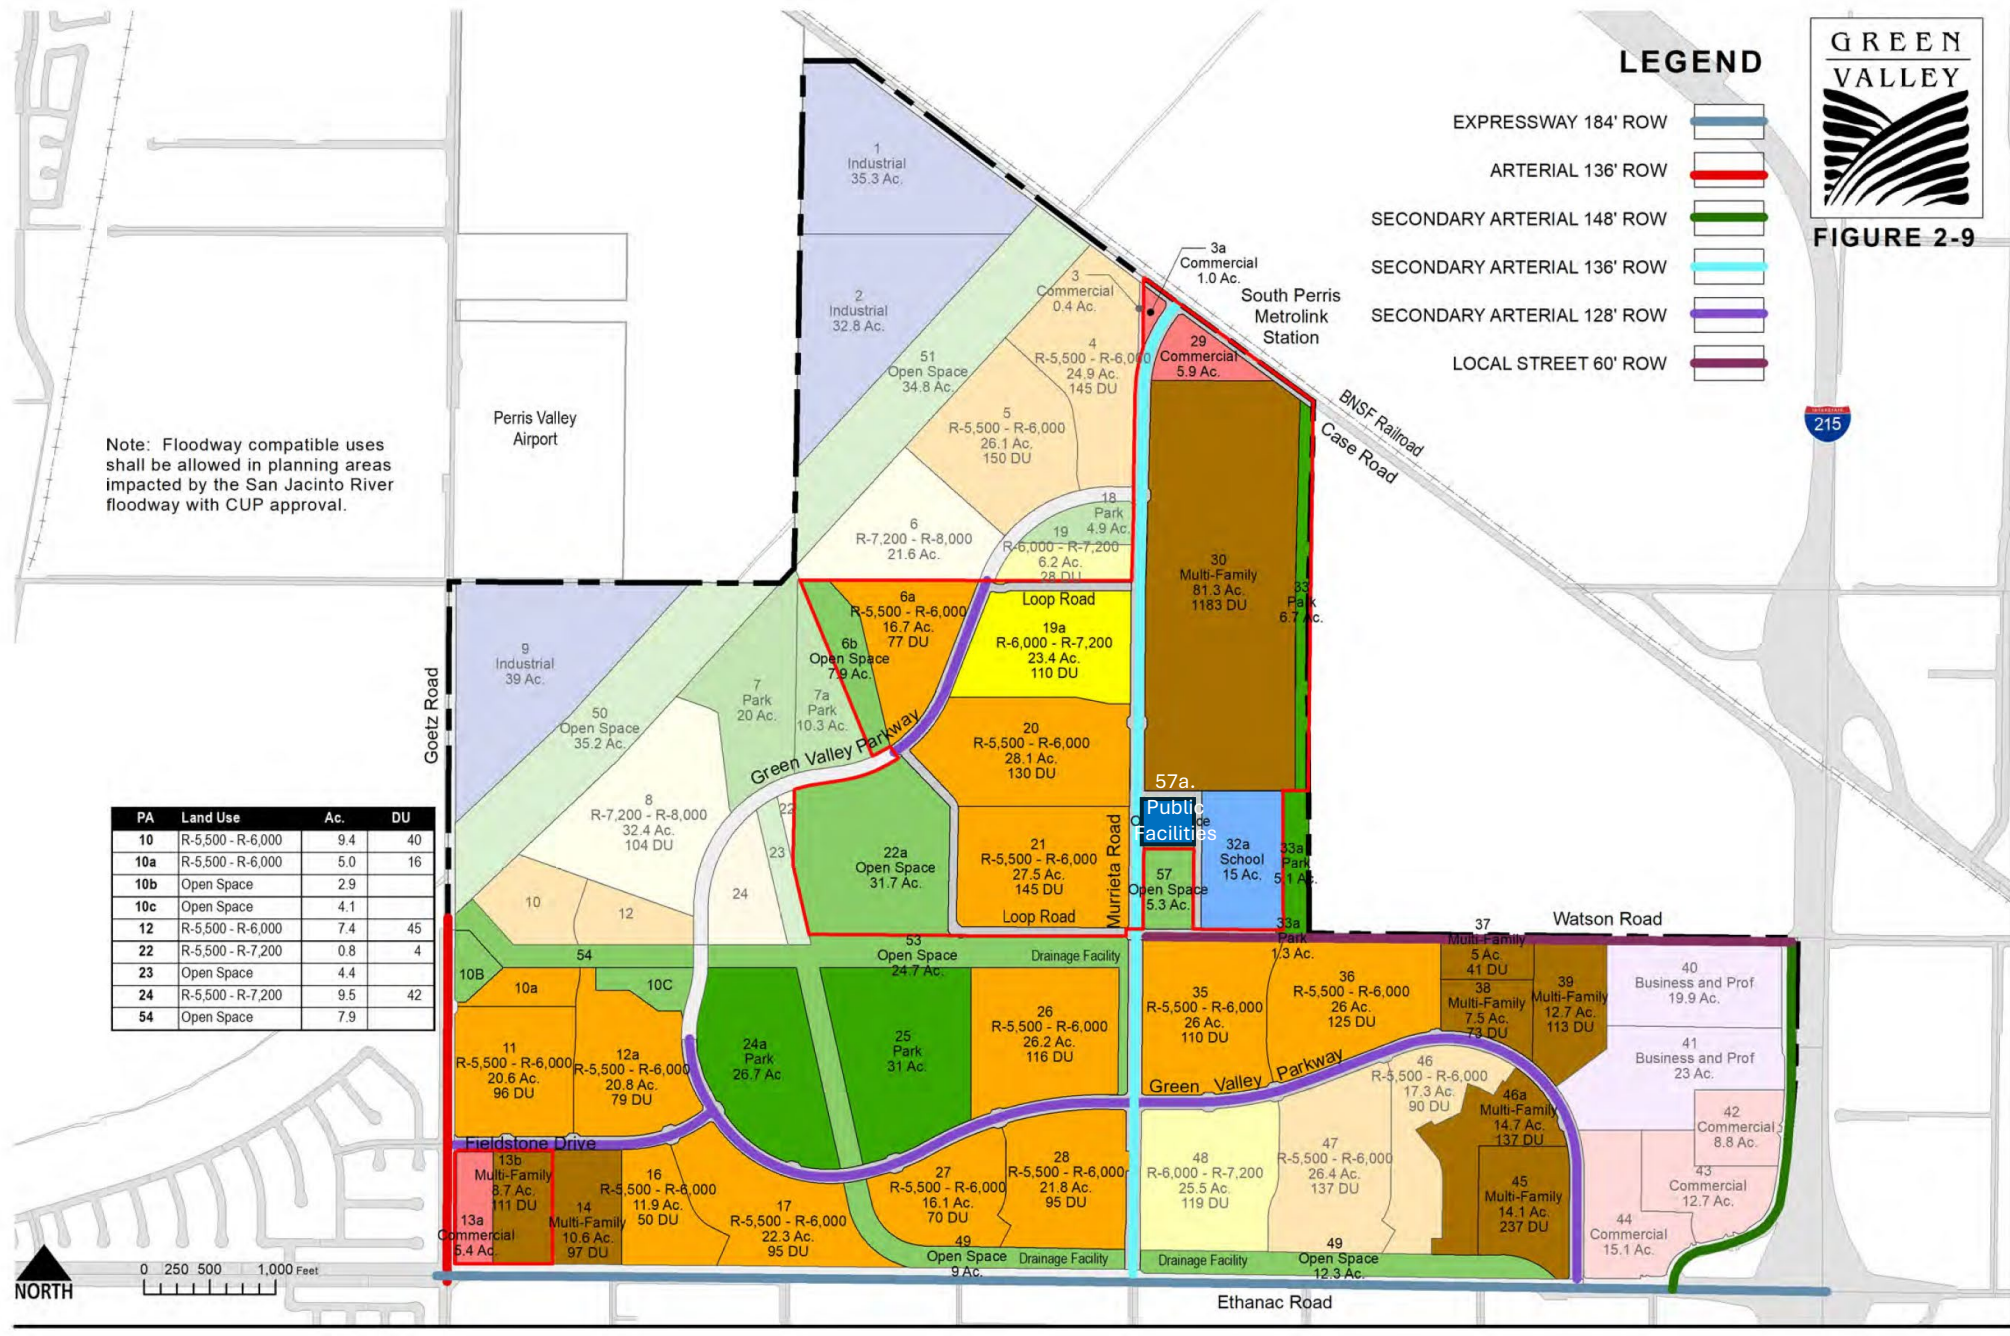 GREEN
VALLEY
FIGURE 2-9
LEGEND
EXPRESSWAY 184' ROW
ARTERIAL 136' ROW
SECONDARY ARTERIAL 148' ROW
SECONDARY ARTERIAL 136' ROW
SECONDARY ARTERIAL 128' ROW
LOCAL STREET 60' ROW
INTERSTATE
215
1
Industrial
35.3 Ac.
2
Industrial
32.8 Ac.
3a
Commercial
1.0 Ac.
3
Commercial
0.4 Ac.
South Perris
Metrolink
Station
29
Commercial
5.9 Ac.
4
R-5,500 - R-6,000
24.9 Ac.
145 DU
51
Open Space
34.8 Ac.
5
R-5,500 - R-6,000
26.1 Ac.
150 DU
BNSF Railroad
Case Road
Perris Valley
Airport
Note: Floodway compatible uses
shall be allowed in planning areas
impacted by the San Jacinto River
floodway with CUP approval.
6
R-7,200 - R-8,000
21.6 Ac.
18
Park
4.9 Ac.
19
R-6,000 - R-7,200
6.2 Ac.
28 DU
30
Multi-Family
81.3 Ac.
1183 DU
33
Park
6.7 Ac.
Loop Road
6a
R-5,500 - R-6,000
16.7 Ac.
77 DU
19a
R-6,000 - R-7,200
23.4 Ac.
110 DU
6b
Open Space
7.9 Ac.
9
Industrial
39 Ac.
7
Park
20 Ac.
7a
Park
10.3 Ac.
Goetz Road
50
Open Space
35.2 Ac.
Green Valley Parkway
20
R-5,500 - R-6,000
28.1 Ac.
130 DU
57a.
Public
Facilities
8
R-7,200 - R-8,000
32.4 Ac.
104 DU
22
23
24
22a
Open Space
31.7 Ac.
21
R-5,500 - R-6,000
27.5 Ac.
145 DU
Loop Road
Murrieta Road
32a
School
15 Ac.
33a
Park
5.1 Ac.
57
Open Space
5.3 Ac.
PA Land Use Ac. DU
10 R-5,500 - R-6,000 9.4 40
10a R-5,500 - R-6,000 5.0 16
10b Open Space 2.9
10c Open Space 4.1
12 R-5,500 - R-6,000 7.4 45
22 R-5,500 - R-7,200 0.8 4
23 Open Space 4.4
24 R-5,500 - R-7,200 9.5 42
54 Open Space 7.9
10
12
Watson Road
33a
Park
1.3 Ac.
54
53
Open Space
24.7 Ac.
Drainage Facility
10B
10a
10C
37
Multi-Family
5 Ac.
41 DU
38
Multi-Family
7.5 Ac.
73 DU
39
Multi-Family
12.7 Ac.
113 DU
40
Business and Prof
19.9 Ac.
36
R-5,500 - R-6,000
26 Ac.
125 DU
35
R-5,500 - R-6,000
26 Ac.
110 DU
26
R-5,500 - R-6,000
26.2 Ac.
116 DU
25
Park
31 Ac.
24a
Park
26.7 Ac
11
R-5,500 - R-6,000
20.6 Ac.
96 DU
12a
R-5,500 - R-6,000
20.8 Ac.
79 DU
41
Business and Prof
23 Ac.
Green Valley Parkway
46
R-5,500 - R-6,000
17.3 Ac.
90 DU
46a
Multi-Family
14.7 Ac.
137 DU
42
Commercial
8.8 Ac.
Fieldstone Drive
13b
Multi-Family
8.7 Ac.
111 DU
13a
Commercial
5.4 Ac.
14
Multi-Family
10.6 Ac.
97 DU
16
R-5,500 - R-6,000
11.9 Ac.
50 DU
17
R-5,500 - R-6,000
22.3 Ac.
95 DU
27
R-5,500 - R-6,000
16.1 Ac.
70 DU
28
R-5,500 - R-6,000
21.8 Ac.
95 DU
48
R-6,000 - R-7,200
25.5 Ac.
119 DU
47
R-5,500 - R-6,000
26.4 Ac.
137 DU
45
Multi-Family
14.1 Ac.
237 DU
43
Commercial
12.7 Ac.
44
Commercial
15.1 Ac.
49
Open Space
9 Ac.
Drainage Facility
Drainage Facility
49
Open Space
12.3 Ac.
Ethanac Road
NORTH
0 250 500 1,000 Feet